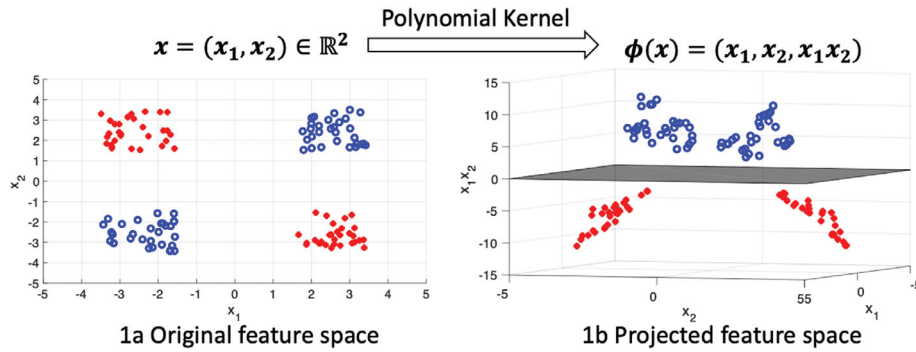 Polynomial Kernel
x = (x₁, x₂) ∈ ℝ²
ϕ(x) = (x₁, x₂, x₁x₂)
5
4
3
2
1
0
-1
-2
-3
-4
-5
x₂
-5 -4 -3 -2 -1 0 1 2 3 4 5
x₁
1a Original feature space
15
10
5
0
-5
-10
-15
x₁x₂
-5 0 55 0 -5
x₂ x₁
1b Projected feature space